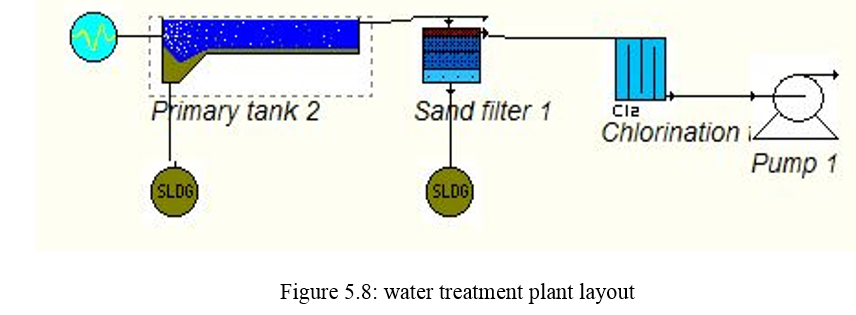 Primary tank 2
Sand filter 1
Cl2
Chlorination
Pump 1
SLDG
SLDG
Figure 5.8: water treatment plant layout